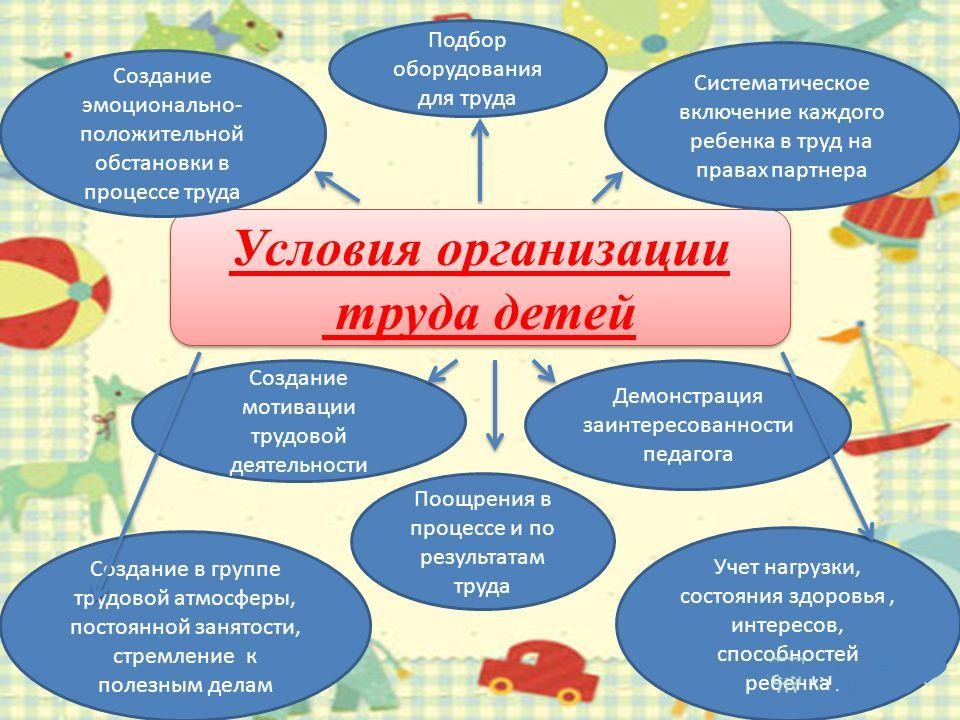 Подбор
оборудования
для труда
Создание
эмоционально-
положительной
обстановки в
процессе труда
Систематическое
включение каждого
ребенка в труд на
правах партнера
Условия организации
труда детей
Создание
мотивации
трудовой
деятельности
Демонстрация
заинтересованности
педагога
Поощрения в
процессе и по
результатам
труда
Создание в группе
трудовой атмосферы,
постоянной занятости,
стремление к
полезным делам
Учет нагрузки,
состояния здоровья ,
интересов,
способностей
ребенка